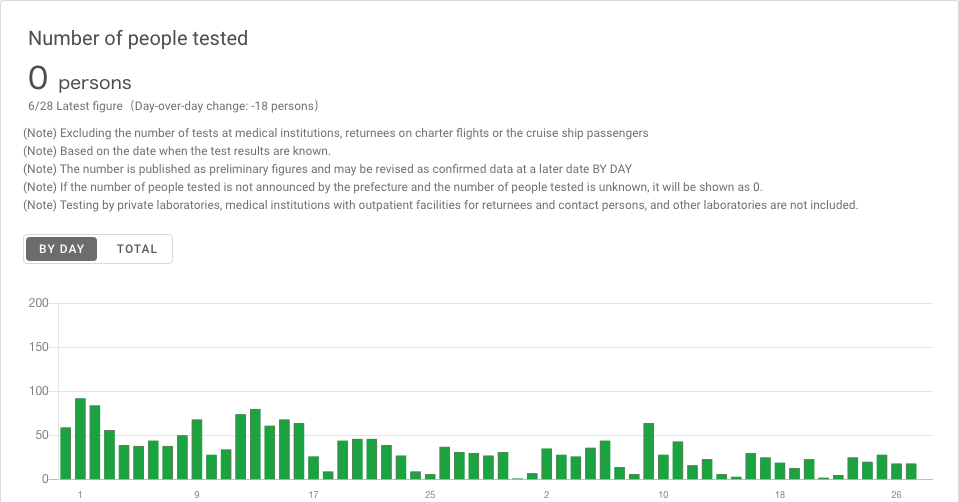 Number of people tested
0 persons
6/28 Latest figure（Day-over-day change: -18 persons）
(Note) Excluding the number of tests at medical institutions, returnees on charter flights or the cruise ship passengers
(Note) Based on the date when the test results are known.
(Note) The number is published as preliminary figures and may be revised as confirmed data at a later date BY DAY
(Note) If the number of people tested is not announced by the prefecture and the number of people tested is unknown, it will be shown as 0.
(Note) Testing by private laboratories, medical institutions with outpatient facilities for returnees and contact persons, and other laboratories are not included.
BY DAY TOTAL
200
150
100
50
0
1 9 17 25 2 10 18 26